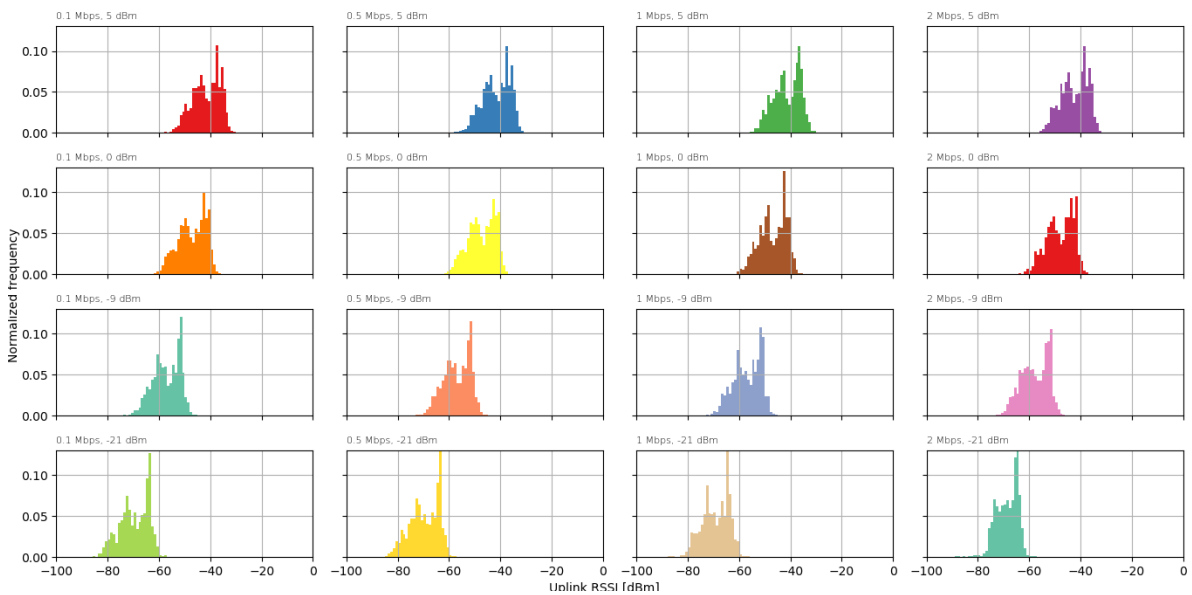 0.1 Mbps, 5 dBm
0.5 Mbps, 5 dBm
1 Mbps, 5 dBm
2 Mbps, 5 dBm
0.10
0.05
0.00
0.1 Mbps, 0 dBm
0.5 Mbps, 0 dBm
1 Mbps, 0 dBm
2 Mbps, 0 dBm
0.10
0.05
0.00
Normalized frequency
0.1 Mbps, -9 dBm
0.5 Mbps, -9 dBm
1 Mbps, -9 dBm
2 Mbps, -9 dBm
0.10
0.05
0.00
0.1 Mbps, -21 dBm
0.5 Mbps, -21 dBm
1 Mbps, -21 dBm
2 Mbps, -21 dBm
0.10
0.05
0.00
−100 −80 −60 −40 −20 0
−100 −80 −60 −40 −20 0
−100 −80 −60 −40 −20 0
−100 −80 −60 −40 −20 0
Uplink RSSI [dBm]